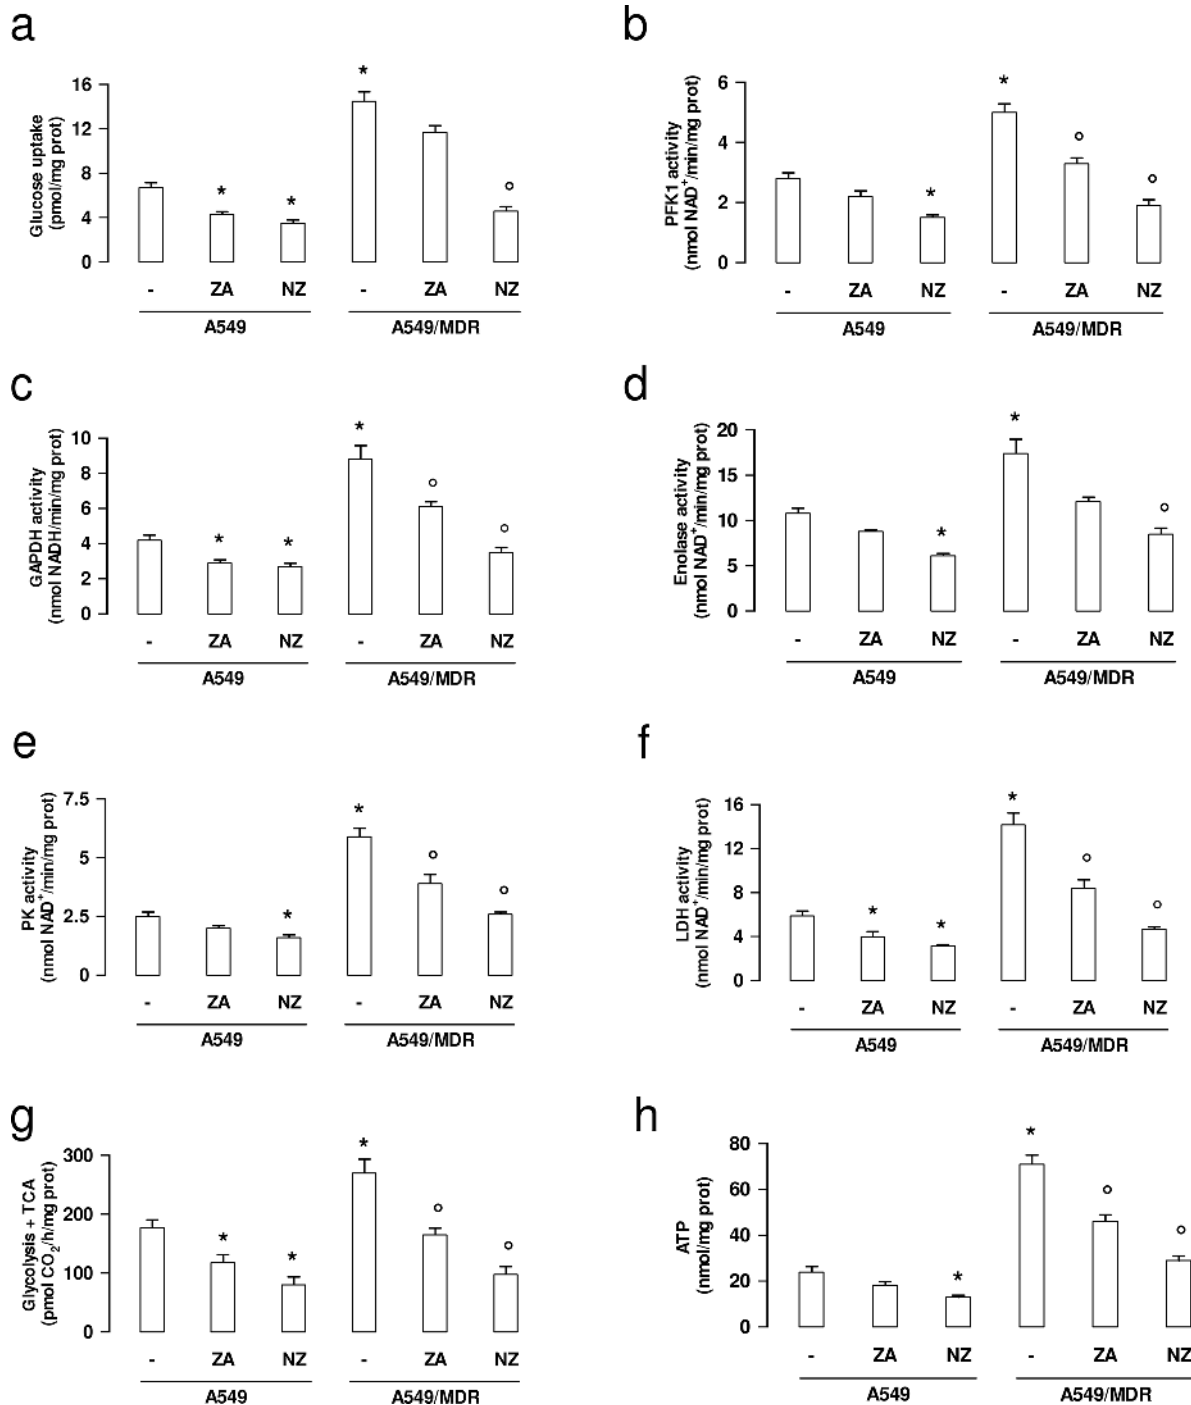 a
Glucose uptake
(pmol/mg prot)
16
12
8
4
0
*
*
*
°
- ZA NZ - ZA NZ
A549 A549/MDR
b
PFK1 activity
(nmol NAD⁺/min/mg prot)
6
4
2
0
*
*
°
°
- ZA NZ - ZA NZ
A549 A549/MDR
c
GAPDH activity
(nmol NADH/min/mg prot)
10
8
6
4
2
0
*
*
*
°
°
- ZA NZ - ZA NZ
A549 A549/MDR
d
Enolase activity
(nmol NAD⁺/min/mg prot)
20
15
10
5
0
*
*
°
- ZA NZ - ZA NZ
A549 A549/MDR
e
PK activity
(nmol NAD⁺/min/mg prot)
7.5
5
2.5
0
*
*
°
°
- ZA NZ - ZA NZ
A549 A549/MDR
f
LDH activity
(nmol NAD⁺/min/mg prot)
16
12
8
4
0
*
*
*
°
°
- ZA NZ - ZA NZ
A549 A549/MDR
g
Glycolysis + TCA
(pmol CO₂/h/mg prot)
300
200
100
0
*
*
*
°
°
- ZA NZ - ZA NZ
A549 A549/MDR
h
ATP
(nmol/mg prot)
80
60
40
20
0
*
*
°
°
- ZA NZ - ZA NZ
A549 A549/MDR